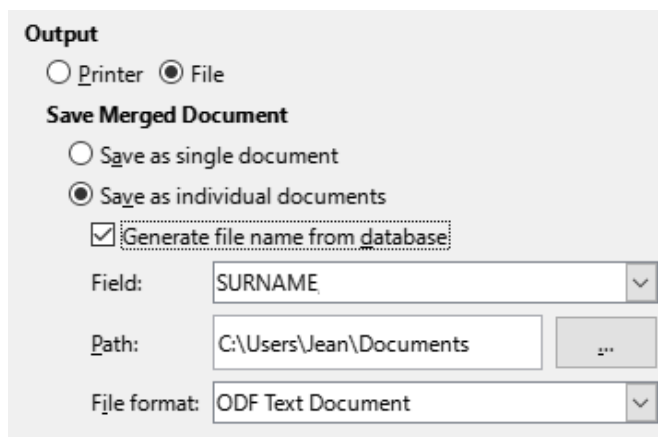 Output
Printer File
Save Merged Document
Save as single document
Save as individual documents
Generate file name from database
Field: SURNAME
Path: C:\Users\Jean\Documents ...
File format: ODF Text Document